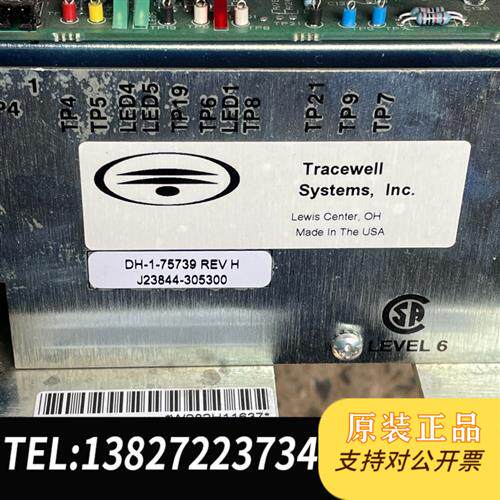 1
P4
TP4
TP5
LED4
LED5
TP19
TP6
LED1
TP8
TP21
TP9
TP7
Tracewell
Systems, Inc.
Lewis Center, OH
Made In The USA
DH-1-75739 REV H
J23844-305300
SA
LEVEL 6
TEL:13827223734
原装正品
支持对公开票